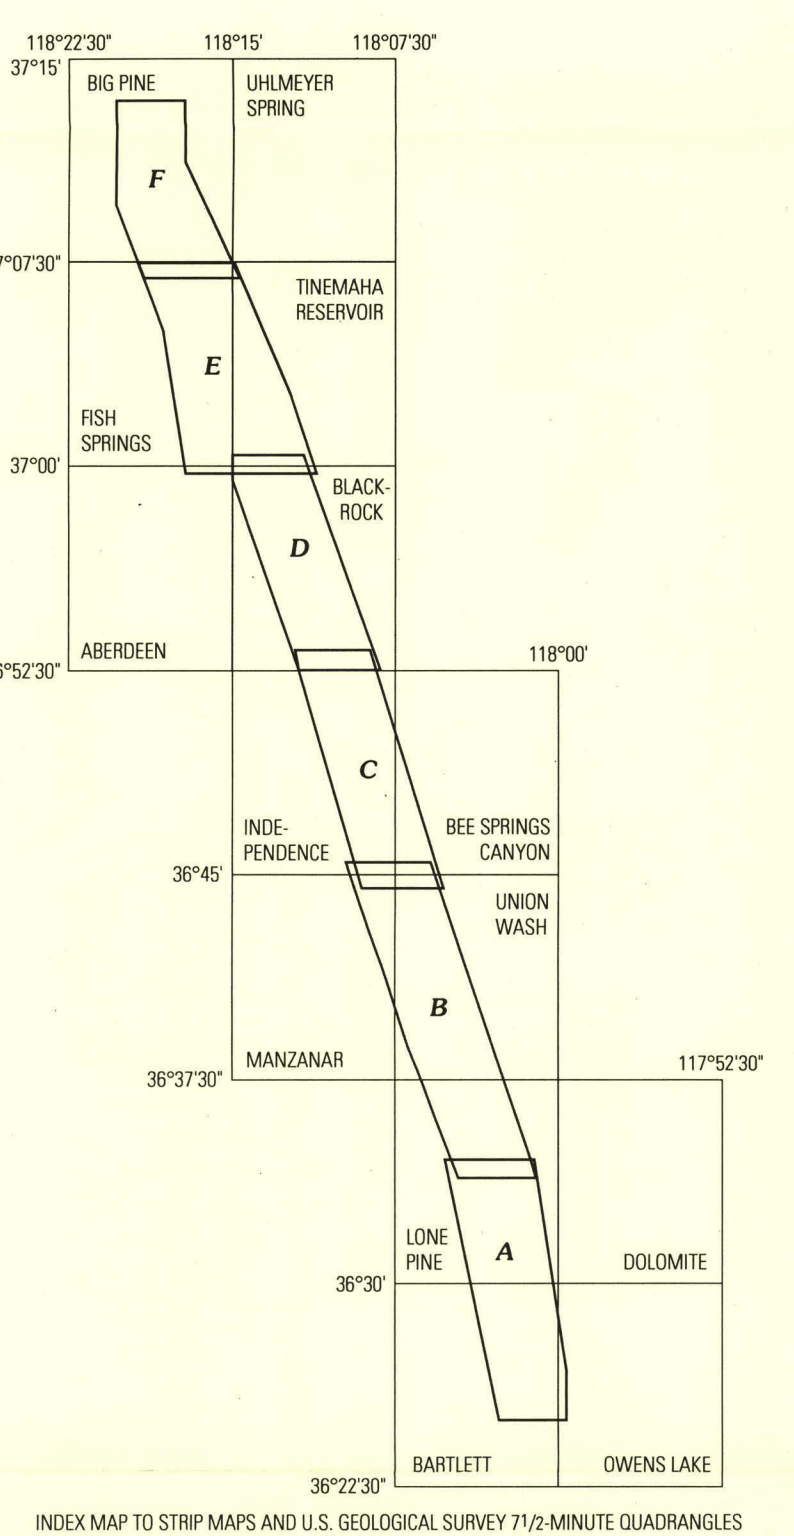 118°22'30" 118°15' 118°07'30"
37°15'
BIG PINE
UHLMEYER
SPRING
F
7°07'30"
TINEMAHA
RESERVOIR
E
FISH
SPRINGS
37°00'
BLACK-
ROCK
D
ABERDEEN
118°00'
6°52'30"
C
INDE-
PENDENCE
BEE SPRINGS
CANYON
36°45'
UNION
WASH
B
MANZANAR
117°52'30"
36°37'30"
LONE
PINE
A
DOLOMITE
36°30'
BARTLETT
OWENS LAKE
36°22'30"
INDEX MAP TO STRIP MAPS AND U.S. GEOLOGICAL SURVEY 71/2-MINUTE QUADRANGLES